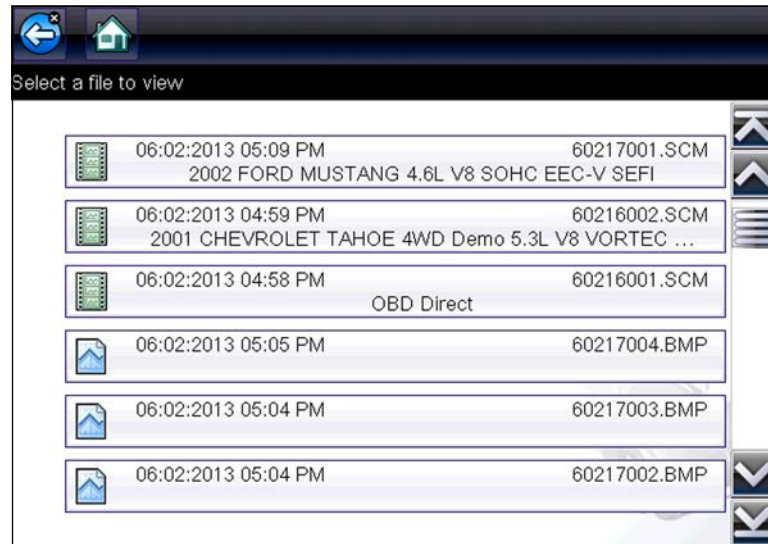 Select a file to view
06:02:2013 05:09 PM 60217001.SCM
2002 FORD MUSTANG 4.6L V8 SOHC EEC-V SEFI
06:02:2013 04:59 PM 60216002.SCM
2001 CHEVROLET TAHOE 4WD Demo 5.3L V8 VORTEC ...
06:02:2013 04:58 PM 60216001.SCM
OBD Direct
06:02:2013 05:05 PM 60217004.BMP
06:02:2013 05:04 PM 60217003.BMP
06:02:2013 05:04 PM 60217002.BMP